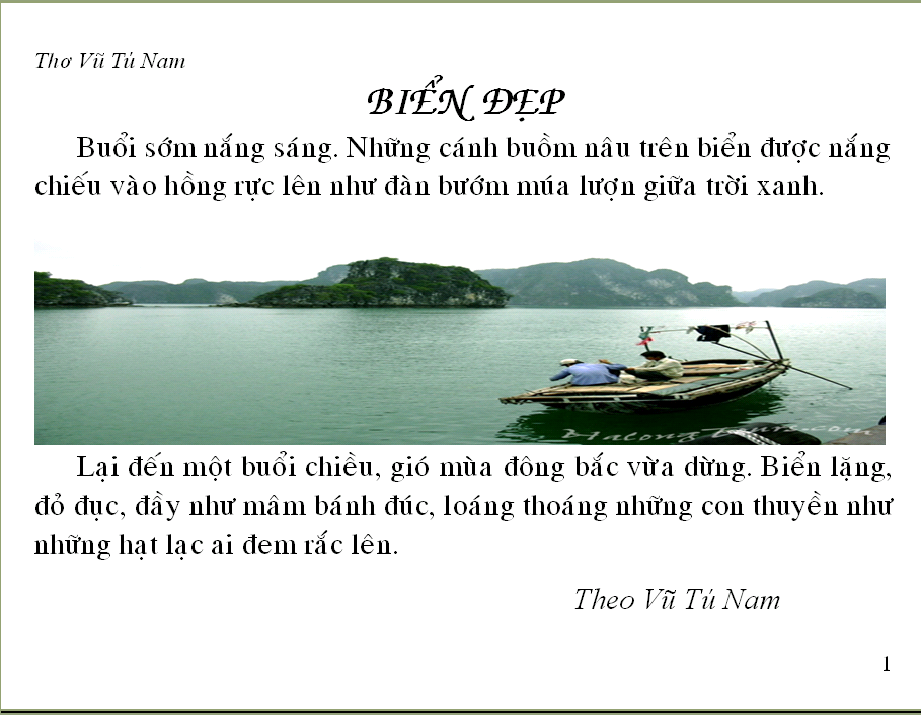 Thơ Vũ Tú Nam
BIỂN ĐẸP
Buổi sớm nắng sáng. Những cánh buồm nâu trên biển được nắng
chiếu vào hồng rực lên như đàn bướm múa lượn giữa trời xanh.
HalongTours.com
Lại đến một buổi chiều, gió mùa đông bắc vừa dừng. Biển lặng,
đỏ đục, đầy như mâm bánh đúc, loáng thoáng những con thuyền như
những hạt lạc ai đem rắc lên.
Theo Vũ Tú Nam
1